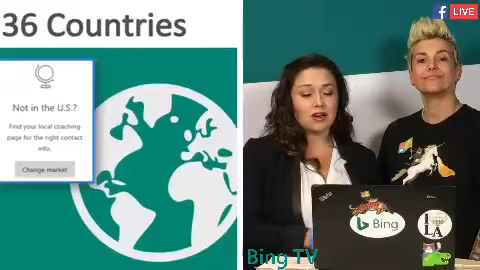 36 Countries
Not in the U.S.?
Find your local coaching
page for the right contact
info.
Change market
f LIVE
Bing
I LA
Bing TV